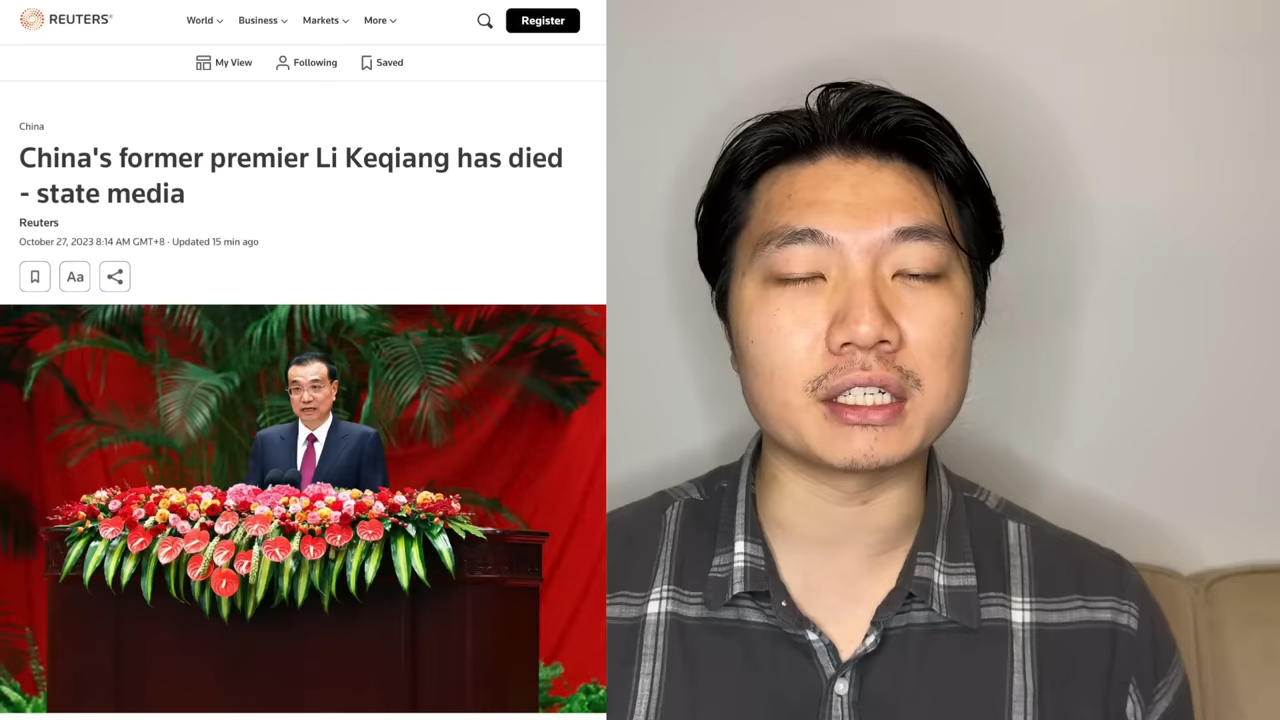 REUTERS®
World Business Markets More
Register
My View Following Saved
China
China's former premier Li Keqiang has died
- state media
Reuters
October 27, 2023 8:14 AM GMT+8 · Updated 15 min ago
Aa